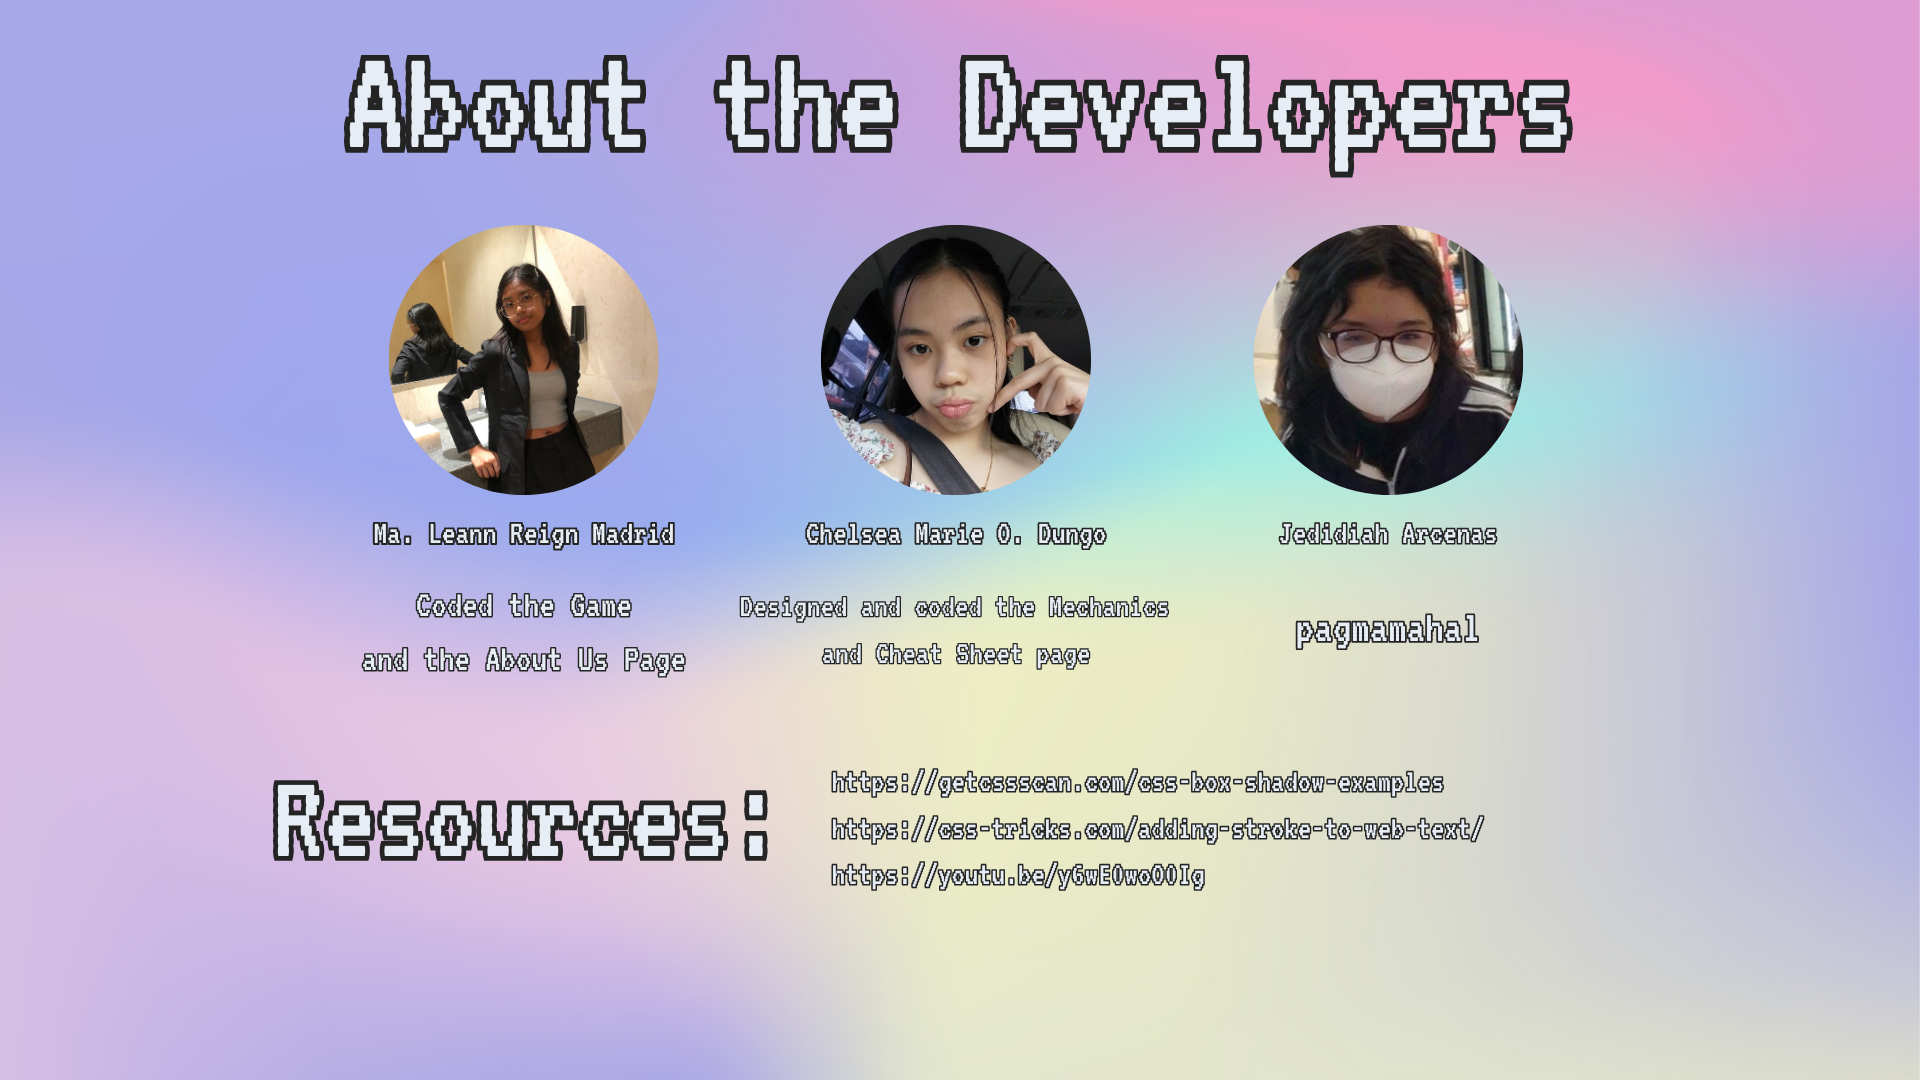 About the Developers
Ma. Leann Reign Madrid
Chelsea Marie O. Dungo
Jedidiah Arcenas
Coded the Game
and the About Us Page
Designed and coded the Mechanics
and Cheat Sheet page
pagmamahal
Resources:
https://getcssscan.com/css-box-shadow-examples
https://css-tricks.com/adding-stroke-to-web-text/
https://youtu.be/y6wE0woO0Ig